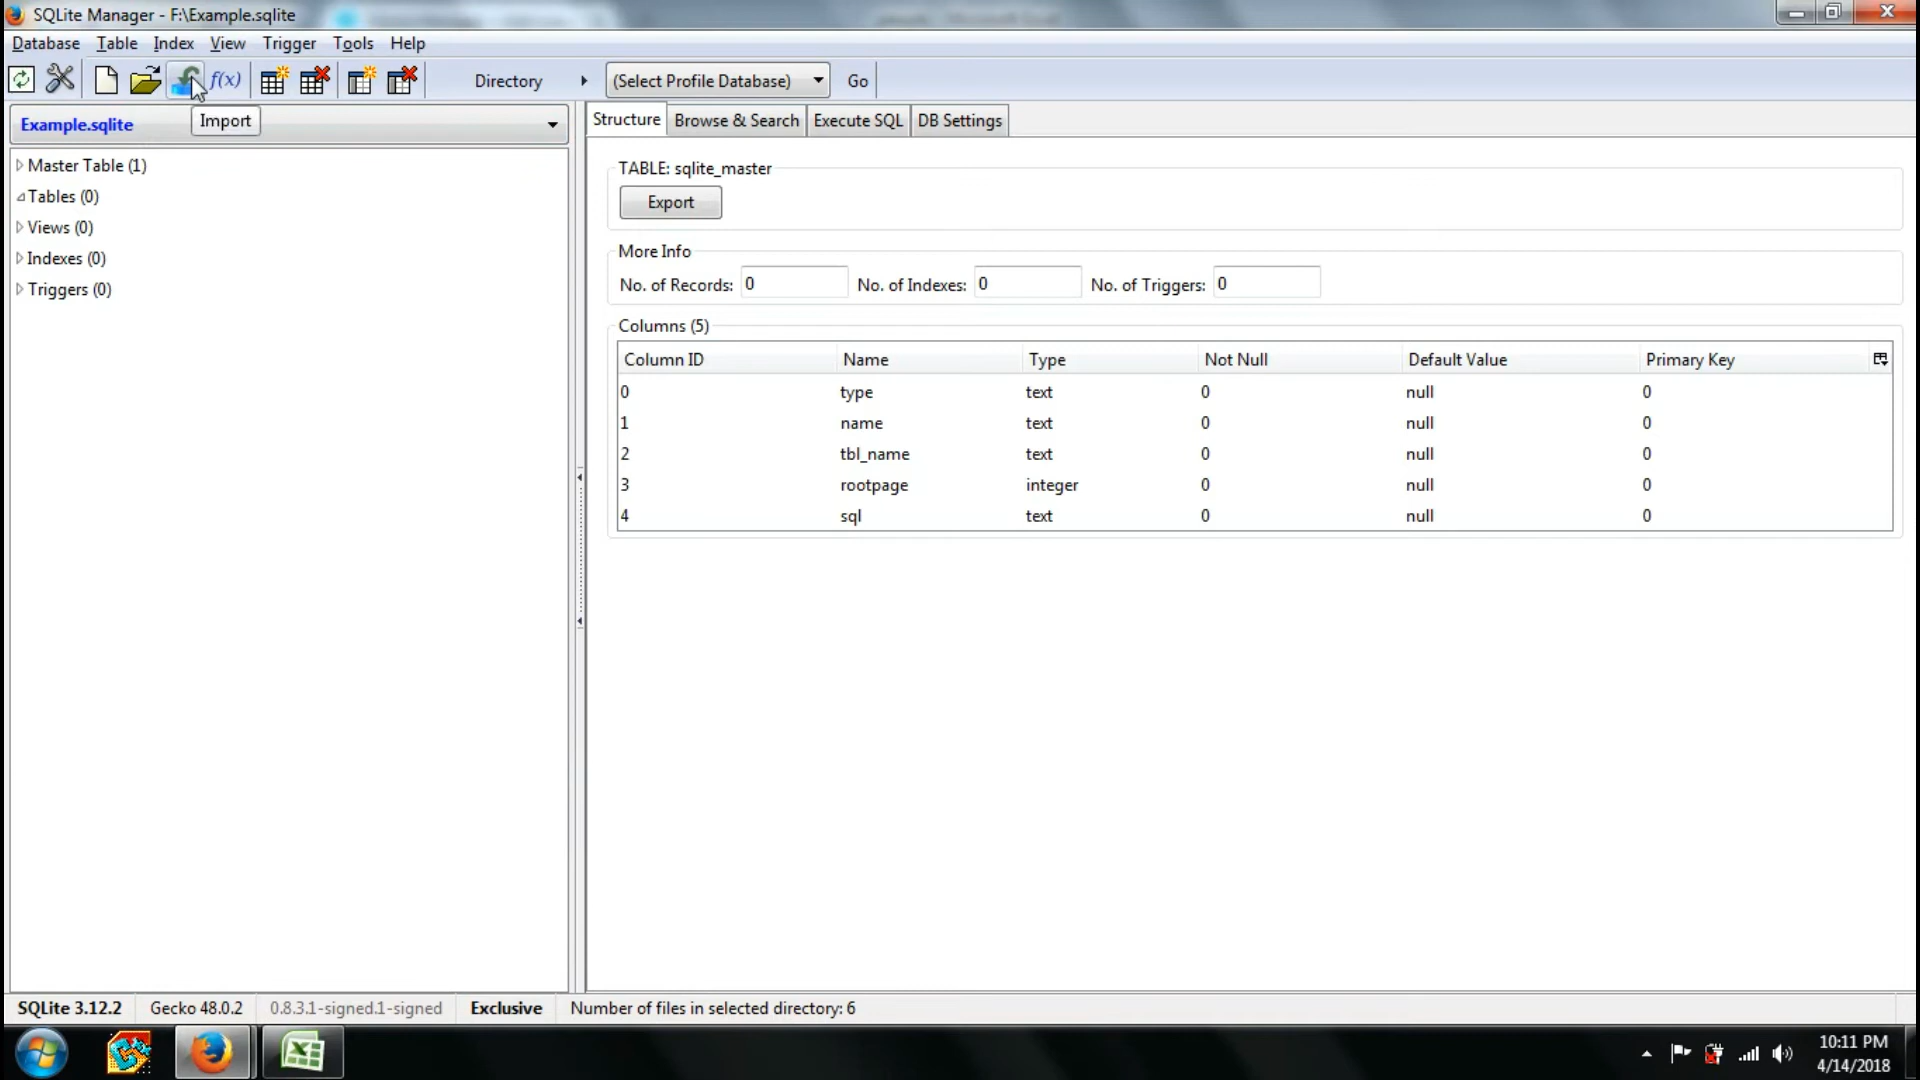 SQLite Manager - F:\Example.sqlite
Database Table Index View Trigger Tools Help
f(x) Directory (Select Profile Database) Go
Example.sqlite
Import
Structure Browse & Search Execute SQL DB Settings
Master Table (1)
Tables (0)
Views (0)
Indexes (0)
Triggers (0)
TABLE: sqlite_master
Export
More Info
No. of Records: 0 No. of Indexes: 0 No. of Triggers: 0
Columns (5)
Column ID Name Type Not Null Default Value Primary Key
0 type text 0 null 0
1 name text 0 null 0
2 tbl_name text 0 null 0
3 rootpage integer 0 null 0
4 sql text 0 null 0
SQLite 3.12.2 Gecko 48.0.2 0.8.3.1-signed.1-signed Exclusive Number of files in selected directory: 6
10:11 PM
4/14/2018